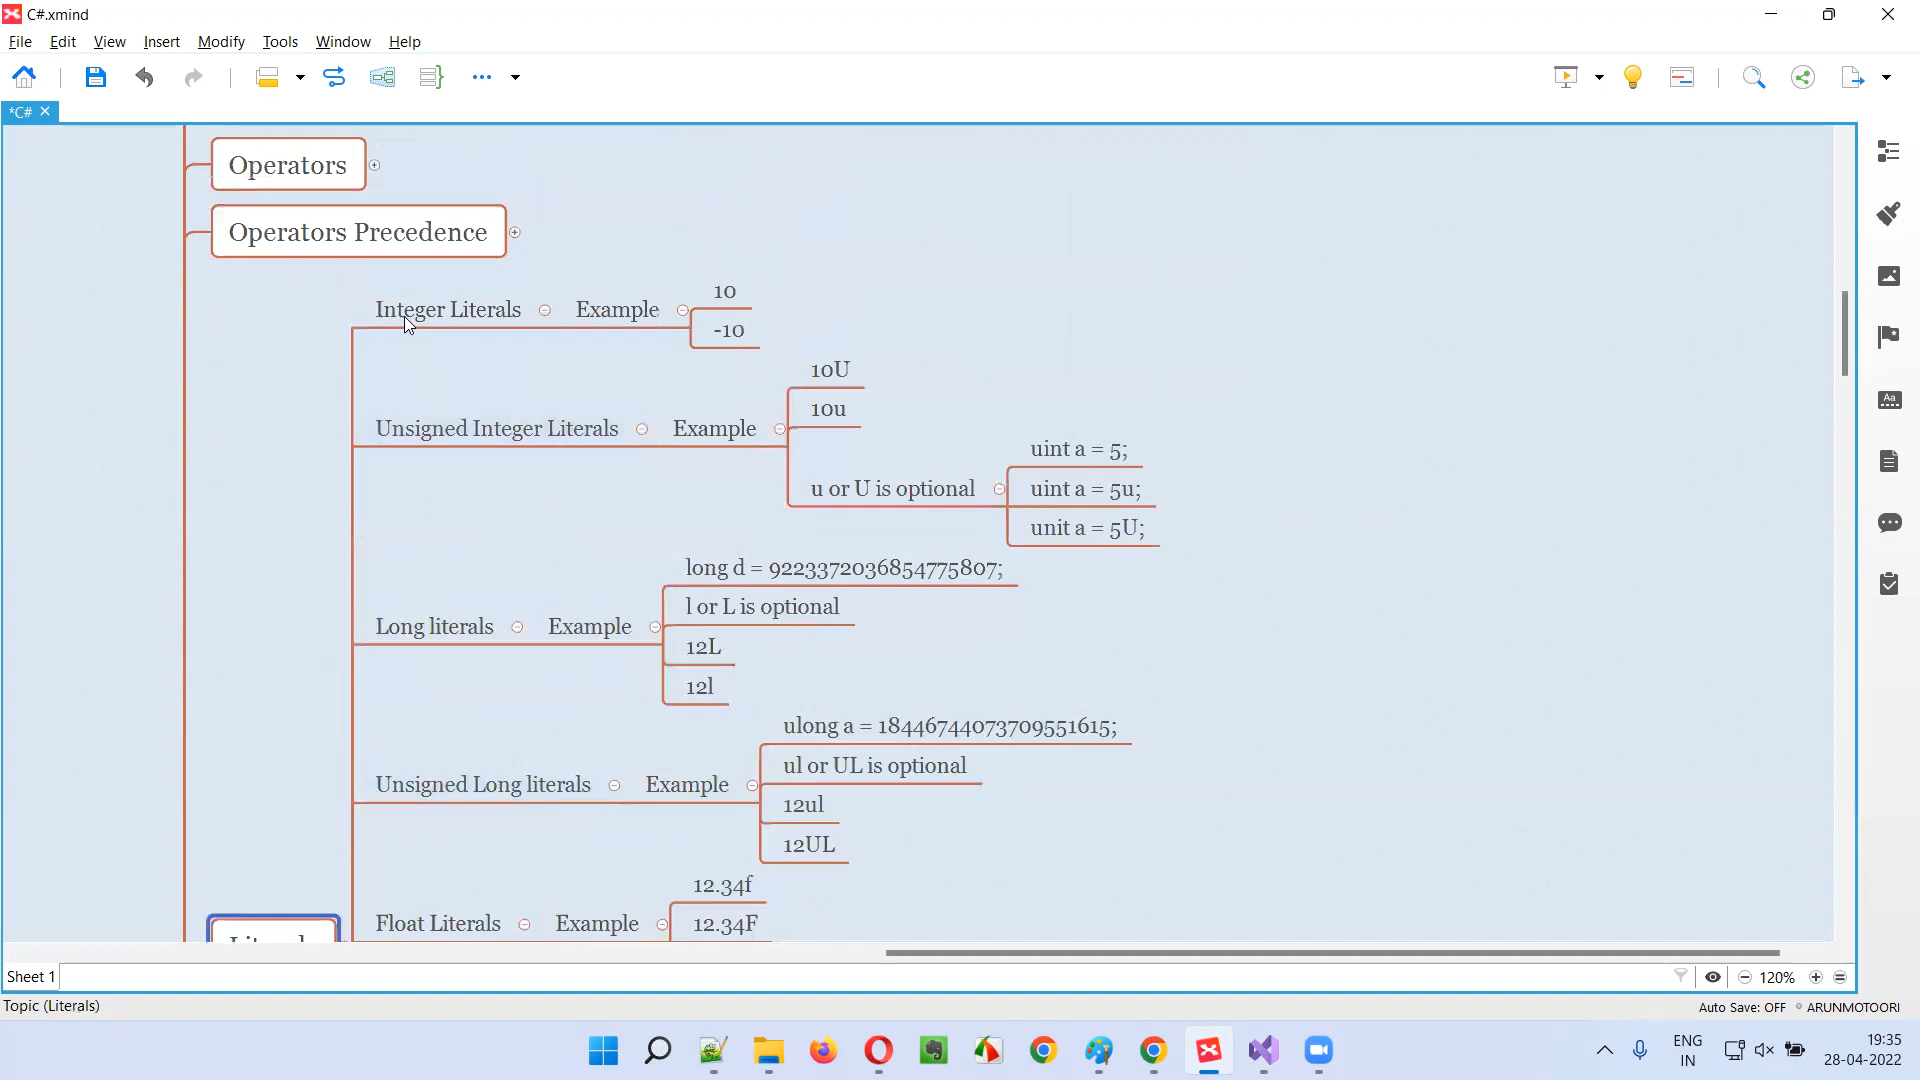 C#.xmind
File Edit View Insert Modify Tools Window Help
*C#
Operators
Operators Precedence
Integer Literals Example
10
-10
Unsigned Integer Literals Example
10U
10u
u or U is optional
uint a = 5;
uint a = 5u;
unit a = 5U;
Long literals Example
long d = 9223372036854775807;
l or L is optional
12L
12l
Unsigned Long literals Example
ulong a = 18446744073709551615;
ul or UL is optional
12ul
12UL
Float Literals Example
12.34f
12.34F
Aa
Sheet 1
120%
Topic (Literals)
Auto Save: OFF
ARUNMOTOORI
ENG
IN
19:35
28-04-2022